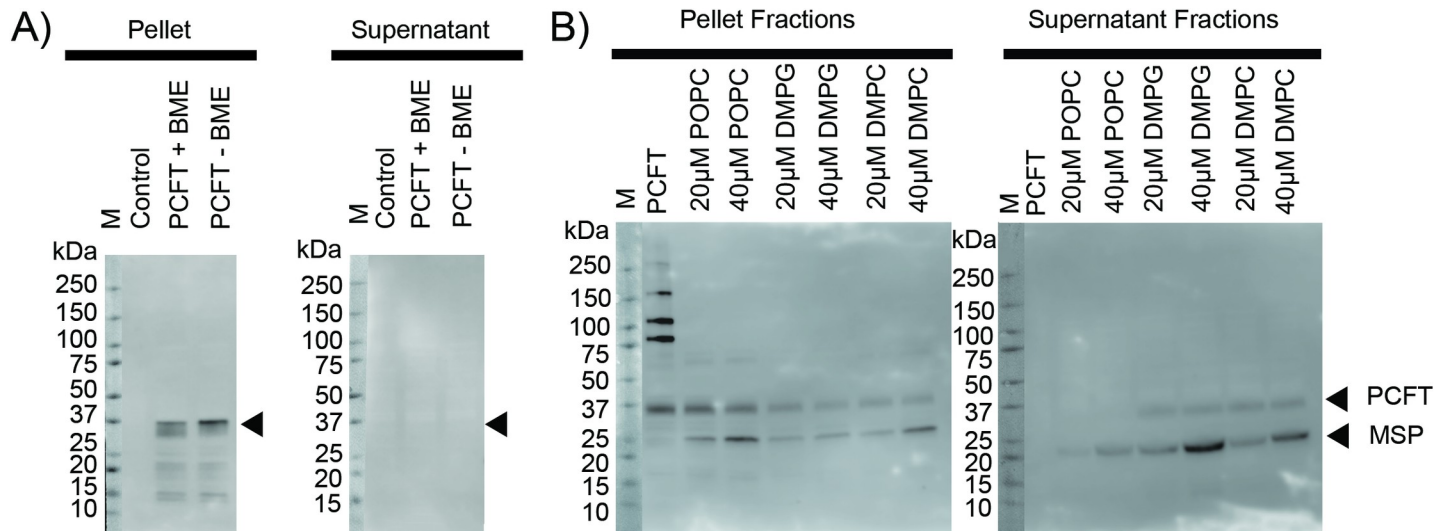 A)
Pellet
Supernatant
M
Control
PCFT + BME
PCFT - BME
M
Control
PCFT + BME
PCFT - BME
kDa
250
150
100
75
50
37
25
20
15
10
kDa
250
150
100
75
50
37
25
20
15
B)
Pellet Fractions
Supernatant Fractions
M
PCFT
20µM POPC
40µM POPC
20µM DMPG
40µM DMPG
20µM DMPC
40µM DMPC
M
PCFT
20µM POPC
40µM POPC
20µM DMPG
40µM DMPG
20µM DMPC
40µM DMPC
kDa
250
150
100
75
50
37
25
20
15
10
kDa
250
150
100
75
50
37
25
20
15
10
PCFT
MSP